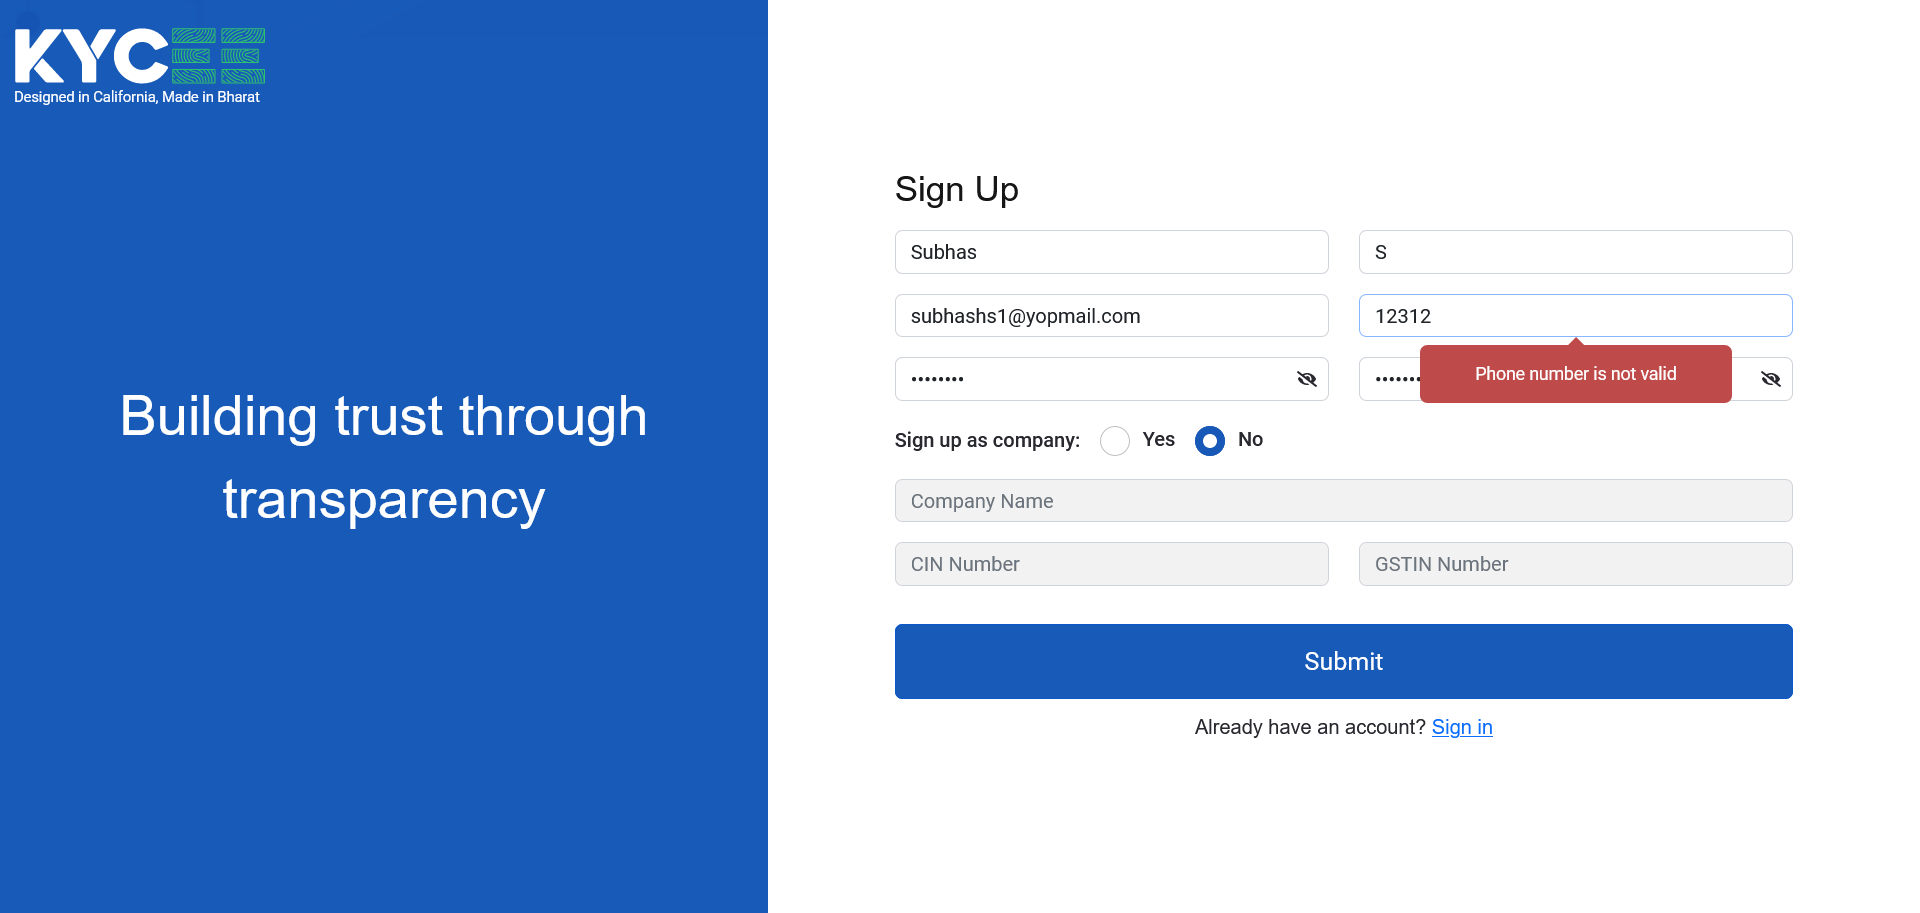 KYCEE
Designed in California, Made in Bharat
Building trust through
transparency
Sign Up
Subhas
S
subhashs1@yopmail.com
12312
••••••••
•••••••
Phone number is not valid
Sign up as company:
Yes
No
Company Name
CIN Number
GSTIN Number
Submit
Already have an account? Sign in